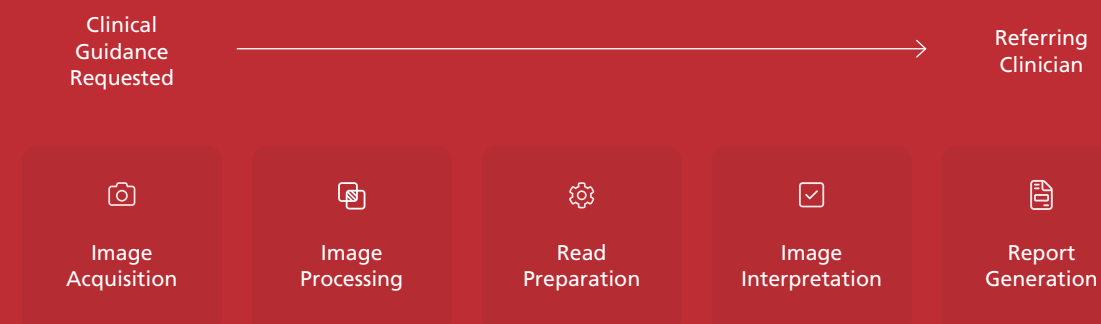 Clinical
Guidance
Requested
Referring
Clinician
Image
Acquisition
Image
Processing
Read
Preparation
Image
Interpretation
Report
Generation